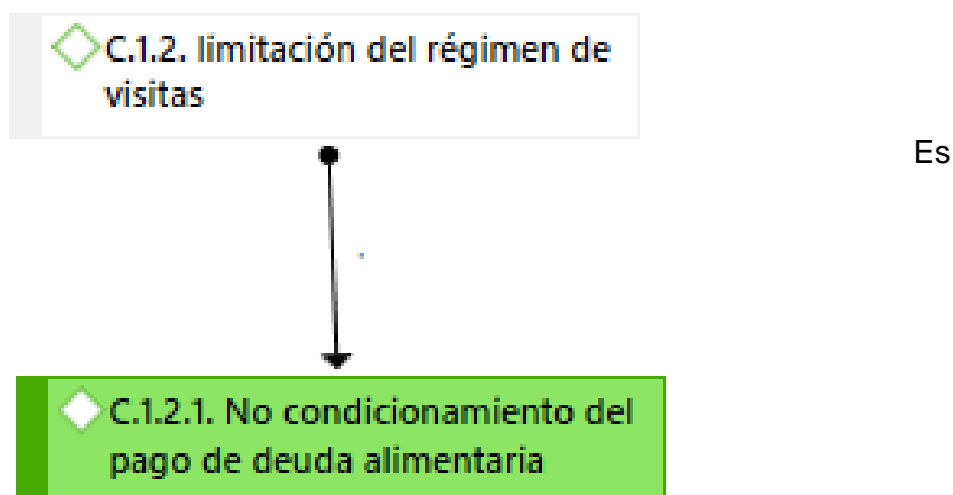 C.1.2. limitación del régimen de
visitas
Es
C.1.2.1. No condicionamiento del
pago de deuda alimentaria